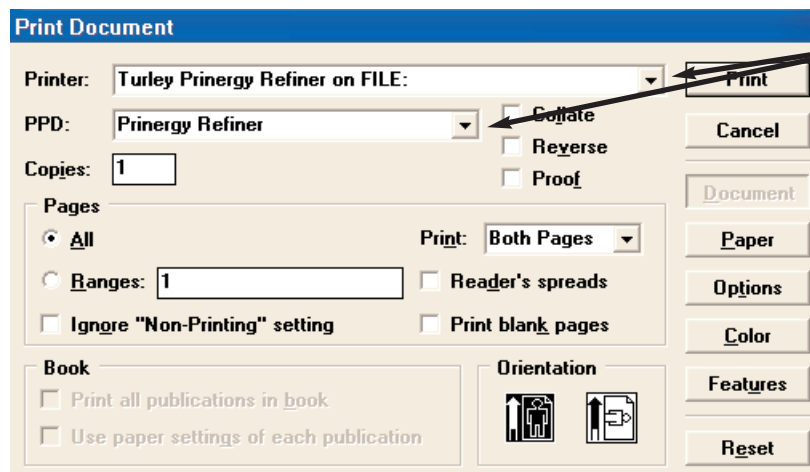 Print Document
Printer: Turley Prinergy Refiner on FILE: Print
PPD: Prinergy Refiner Collate Cancel
Reverse
Copies: 1 Proof
Document
Pages
All Print: Both Pages Paper
Ranges: 1 Reader's spreads Options
Ignore "Non-Printing" setting Print blank pages Color
Book Orientation
Print all publications in book Features
Use paper settings of each publication
Reset